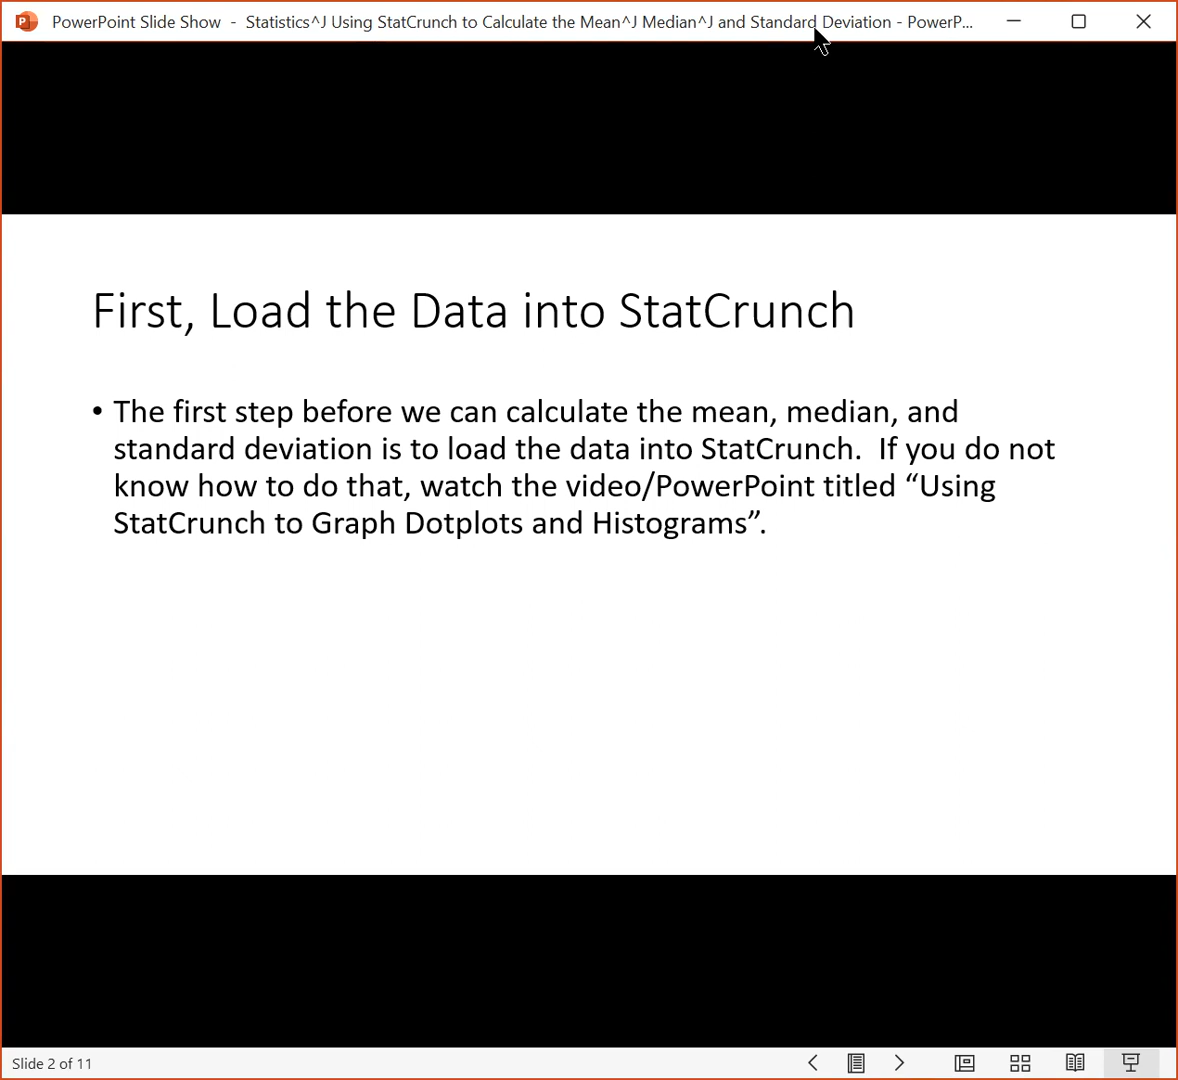 PowerPoint Slide Show - Statistics^J Using StatCrunch to Calculate the Mean^J Median^J and Standard Deviation - PowerP...
First, Load the Data into StatCrunch
• The first step before we can calculate the mean, median, and
standard deviation is to load the data into StatCrunch.  If you do not
know how to do that, watch the video/PowerPoint titled “Using
StatCrunch to Graph Dotplots and Histograms”.
Slide 2 of 11